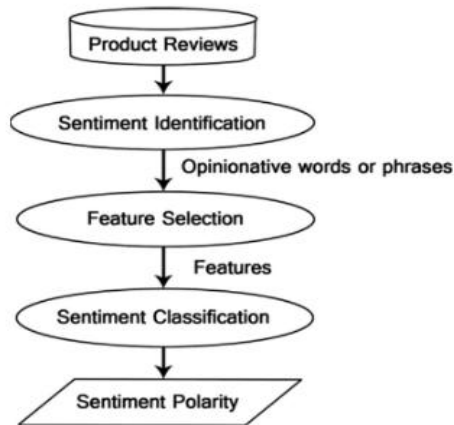 Product Reviews
Sentiment Identification
Opinionative words or phrases
Feature Selection
Features
Sentiment Classification
Sentiment Polarity